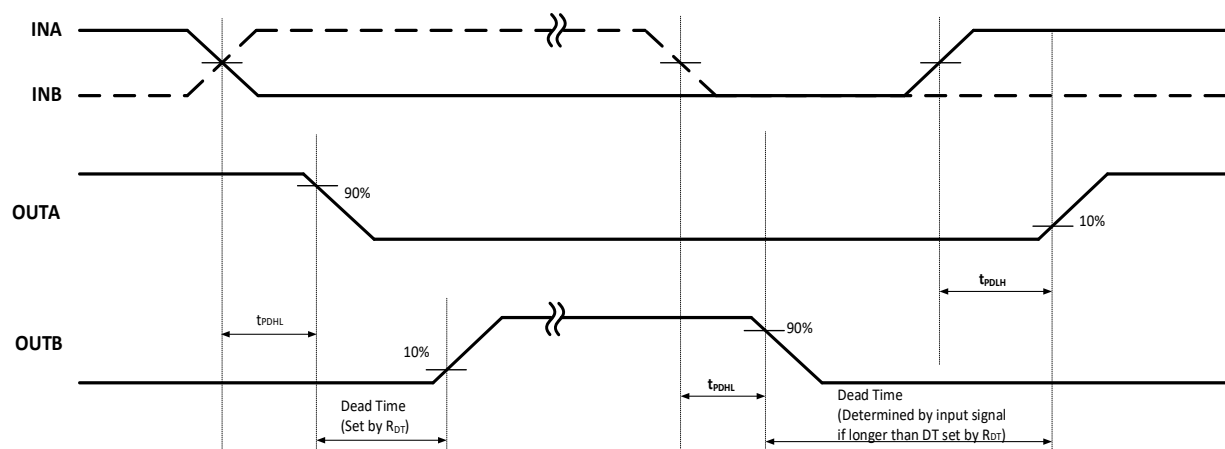 INA
INB
OUTA
90%
10%
tPDLH
OUTB
tPDHL
10%
90%
tPDHL
Dead Time
(Set by RDT)
Dead Time
(Determined by input signal
if longer than DT set by RDT)